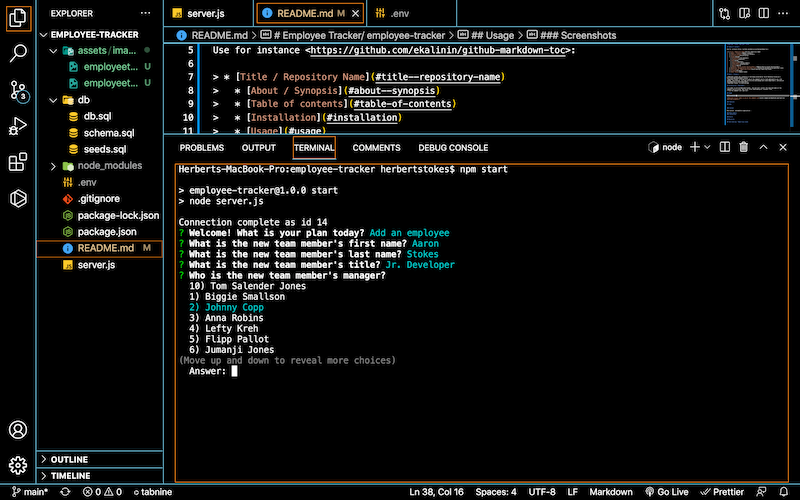 EXPLORER
server.js
README.md M
.env
EMPLOYEE-TRACKER
README.md > # Employee Tracker/ employee-tracker > ## Usage > ### Screenshots
assets/ima...
employeet... U
employeet... U
db
db.sql
schema.sql
seeds.sql
node_modules
.env
.gitignore
package-lock.json
package.json
README.md M
server.js
5 Use for instance <https://github.com/ekalinin/github-markdown-toc>:
6
7 > * [Title / Repository Name](#title--repository-name)
8 > * [About / Synopsis](#about--synopsis)
9 > * [Table of contents](#table-of-contents)
10 > * [Installation](#installation)
11 > * [Usage](#usage)
PROBLEMS OUTPUT TERMINAL COMMENTS DEBUG CONSOLE node
Herberts-MacBook-Pro:employee-tracker herbertstokes$ npm start
> employee-tracker@1.0.0 start
> node server.js
Connection complete as id 14
? Welcome! What is your plan today? Add an employee
? What is the new team member's first name? Aaron
? What is the new team member's last name? Stokes
? What is the new team member's title? Jr. Developer
? Who is the new team member's manager?
10) Tom Salender Jones
1) Biggie Smallson
2) Johnny Copp
3) Anna Robins
4) Lefty Kreh
5) Flipp Pallot
6) Jumanji Jones
(Move up and down to reveal more choices)
Answer:
3
OUTLINE
TIMELINE
main* 0 0 tabnine Ln 38, Col 16 Spaces: 4 UTF-8 LF Markdown Go Live Prettier